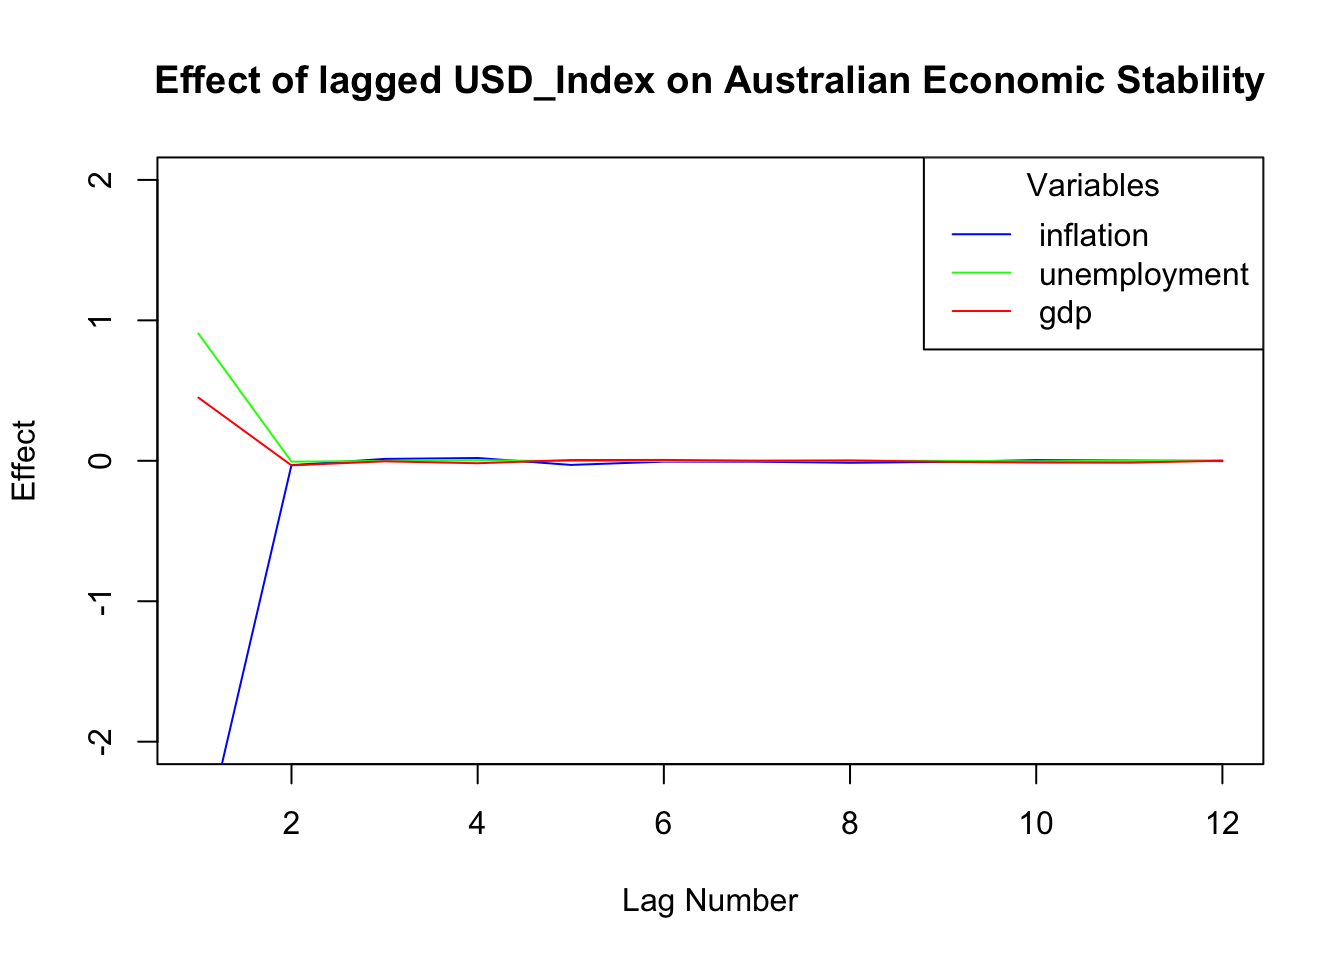 Effect of lagged USD_Index on Australian Economic Stability
Variables
inflation
unemployment
gdp
2
1
0
-1
-2
Effect
2
4
6
8
10
12
Lag Number